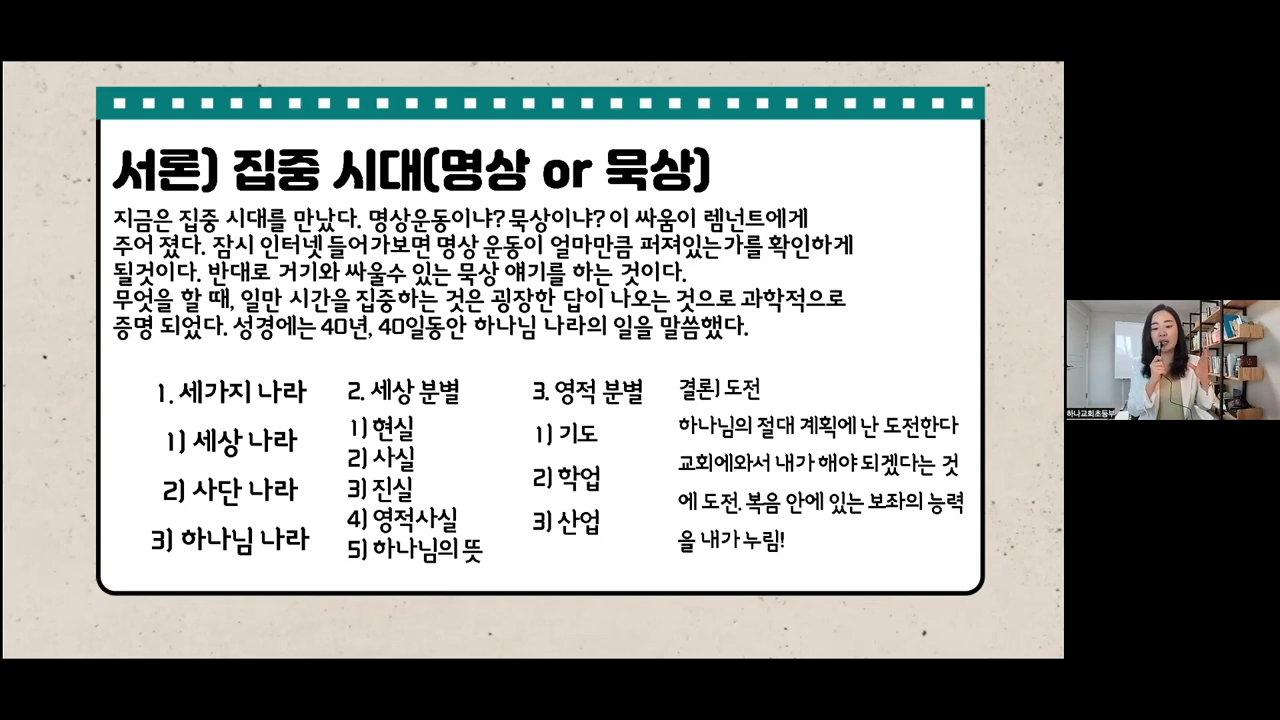 서론) 집중 시대(명상 or 묵상)
지금은 집중 시대를 만났다. 명상운동이냐? 묵상이냐? 이 싸움이 렘넌트에게
주어 졌다. 잠시 인터넷 들어가보면 명상 운동이 얼마만큼 퍼져있는가를 확인하게
될것이다. 반대로 거기와 싸울수 있는 묵상 얘기를 하는 것이다.
무엇을 할 때, 일만 시간을 집중하는 것은 굉장한 답이 나오는 것으로 과학적으로
증명 되었다. 성경에는 40년, 40일동안 하나님 나라의 일을 말씀했다.
1. 세가지 나라
1) 세상 나라
2) 사단 나라
3) 하나님 나라
2. 세상 분별
1) 현실
2) 사실
3) 진실
4) 영적사실
5) 하나님의 뜻
3. 영적 분별
1) 기도
2) 학업
3) 산업
결론) 도전
하나님의 절대 계획에 난 도전한다
교회에와서 내가 해야 되겠다는 것
에 도전. 복음 안에 있는 보좌의 능력
을 내가 누림!
하나교회초등부